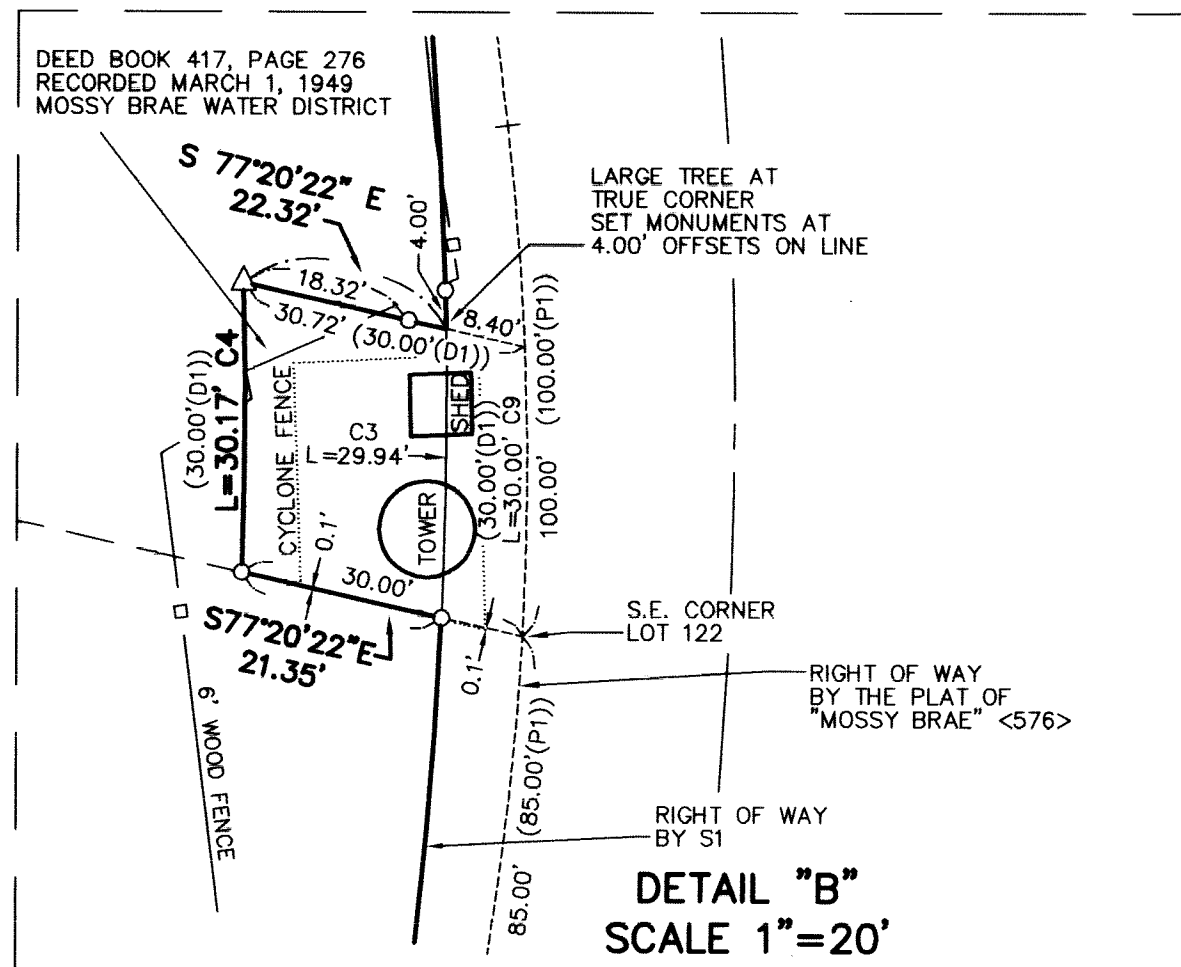 DEED BOOK 417, PAGE 276
RECORDED MARCH 1, 1949
MOSSY BRAE WATER DISTRICT
S 77°20'22" E
22.32'
4.00'
LARGE TREE AT
TRUE CORNER
SET MONUMENTS AT
4.00' OFFSETS ON LINE
18.32'
30.72' (30.00'(D1))
8.40'
(30.00'(D1))
L=30.17' C4
CYCLONE FENCE
SHED
C3
L=29.94'
(30.00'(D1))
L=30.00' C9
100.00'
(100.00'(P1))
TOWER
0.1'
30.00'
S77°20'22"E
21.35'
0.1'
S.E. CORNER
LOT 122
RIGHT OF WAY
BY THE PLAT OF
"MOSSY BRAE" <576>
6' WOOD FENCE
(85.00'(P1))
85.00'
RIGHT OF WAY
BY S1
DETAIL "B"
SCALE 1"=20'